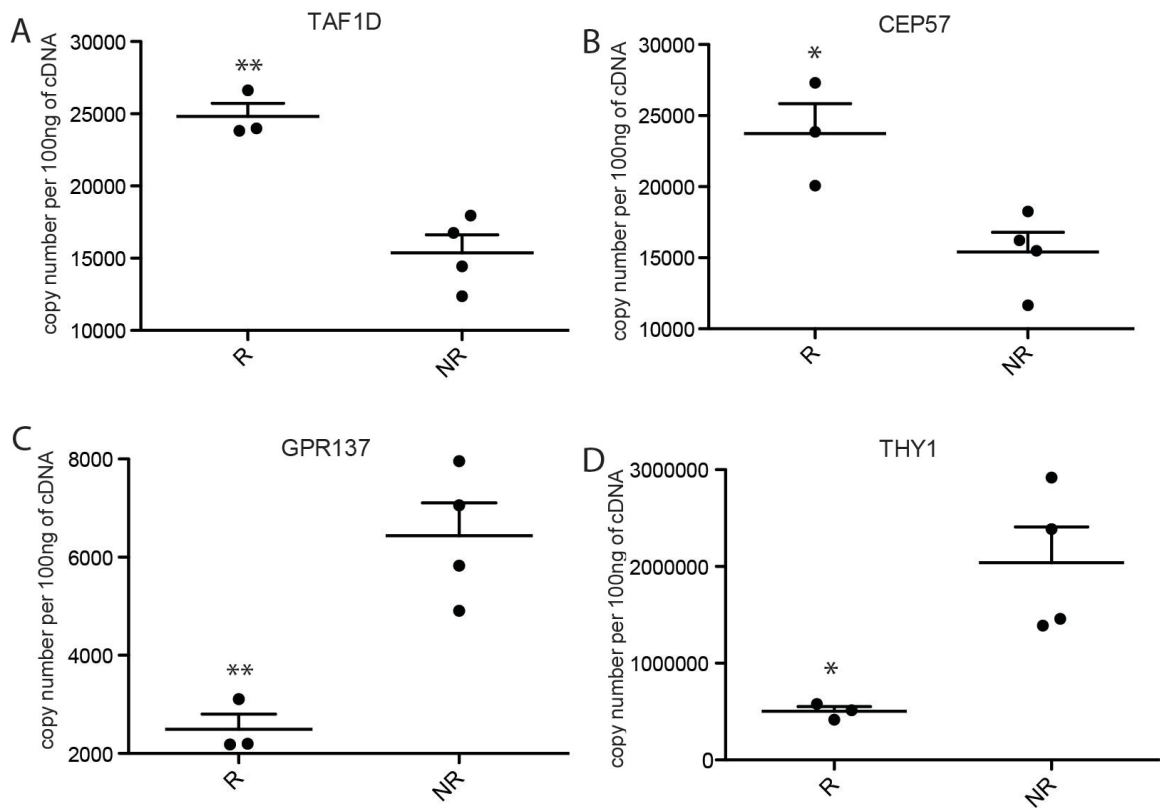 A
TAF1D
copy number per 100ng of cDNA
30000
25000
20000
15000
10000
**
R
NR
B
CEP57
copy number per 100ng of cDNA
30000
25000
20000
15000
10000
*
R
NR
C
GPR137
copy number per 100ng of cDNA
8000
6000
4000
2000
**
R
NR
D
THY1
copy number per 100ng of cDNA
3000000
2000000
1000000
0
*
R
NR